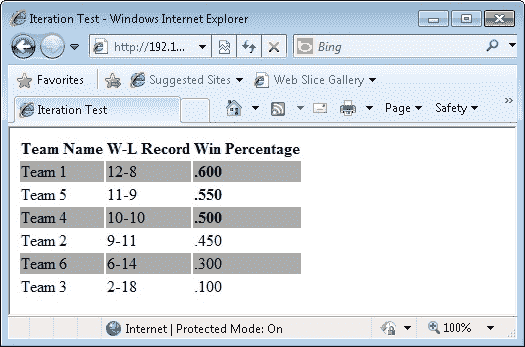 Iteration Test - Windows Internet Explorer
http://192.1...
Bing
Favorites Suggested Sites Web Slice Gallery
Iteration Test Page Safety »
Team Name W-L Record Win Percentage
Team 1 12-8 .600
Team 5 11-9 .550
Team 4 10-10 .500
Team 2 9-11 .450
Team 6 6-14 .300
Team 3 2-18 .100
Internet | Protected Mode: On 100%